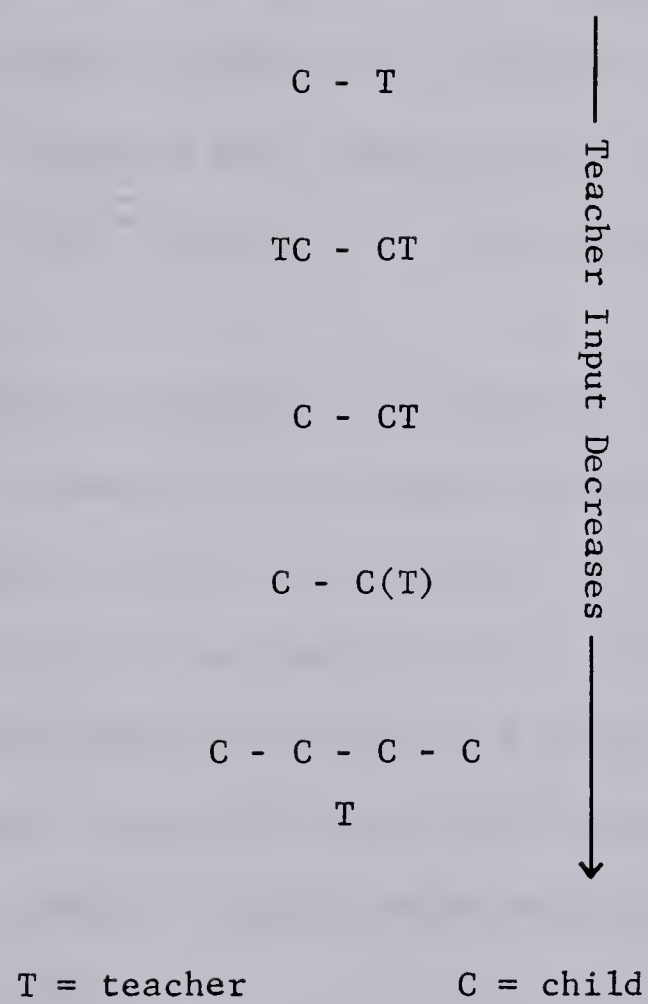 C - T
TC - CT
C - CT
C - C(T)
C - C - C - C
T
Teacher Input Decreases
T = teacher C = child